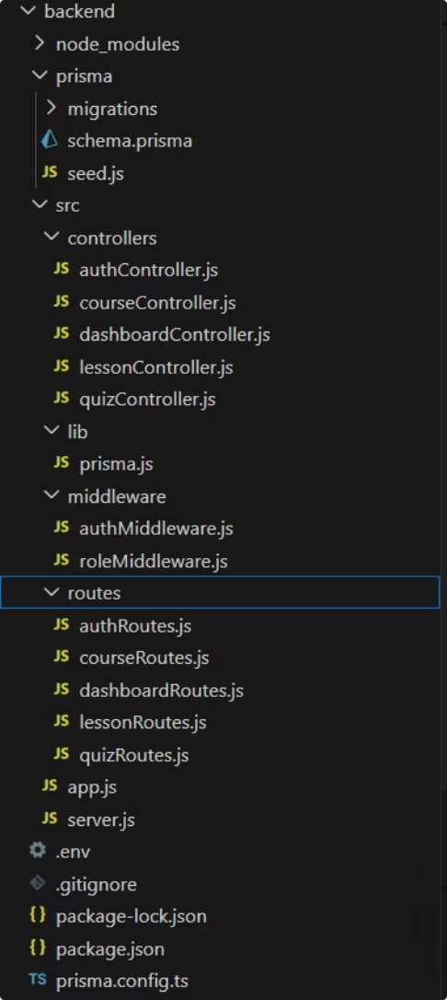 backend
node_modules
prisma
migrations
schema.prisma
JS seed.js
src
controllers
JS authController.js
JS courseController.js
JS dashboardController.js
JS lessonController.js
JS quizController.js
lib
JS prisma.js
middleware
JS authMiddleware.js
JS roleMiddleware.js
routes
JS authRoutes.js
JS courseRoutes.js
JS dashboardRoutes.js
JS lessonRoutes.js
JS quizRoutes.js
JS app.js
JS server.js
.env
.gitignore
{} package-lock.json
{} package.json
TS prisma.config.ts